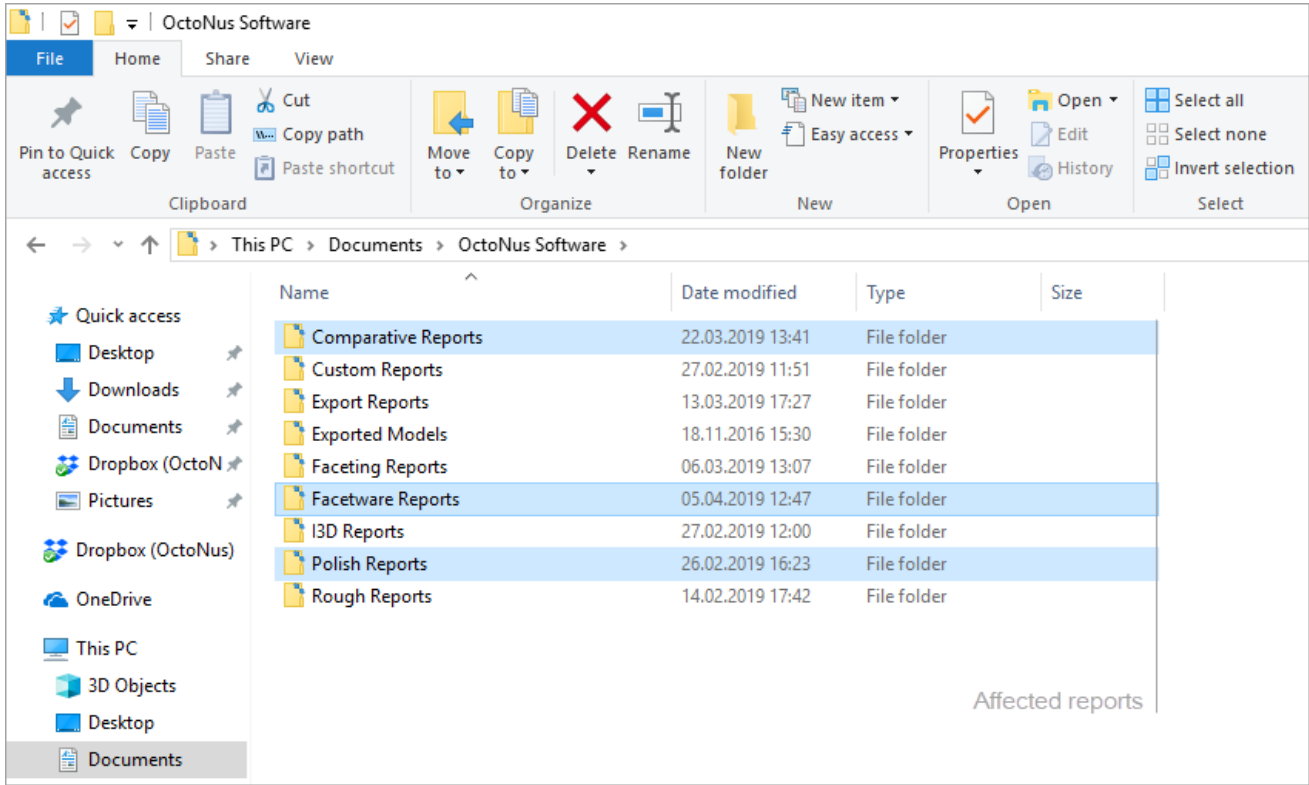 OctoNus Software
File Home Share View
Pin to Quick access
Copy
Paste
Cut
Copy path
Paste shortcut
Clipboard
Move to
Copy to
Delete
Rename
Organize
New folder
New item
Easy access
New
Properties
Open
Edit
History
Open
Select all
Select none
Invert selection
Select
This PC > Documents > OctoNus Software >
Quick access
Desktop
Downloads
Documents
Dropbox (OctoN
Pictures
Dropbox (OctoNus)
OneDrive
This PC
3D Objects
Desktop
Documents
Name Date modified Type Size
Comparative Reports 22.03.2019 13:41 File folder
Custom Reports 27.02.2019 11:51 File folder
Export Reports 13.03.2019 17:27 File folder
Exported Models 18.11.2016 15:30 File folder
Faceting Reports 06.03.2019 13:07 File folder
Facetware Reports 05.04.2019 12:47 File folder
I3D Reports 27.02.2019 12:00 File folder
Polish Reports 26.02.2019 16:23 File folder
Rough Reports 14.02.2019 17:42 File folder
Affected reports